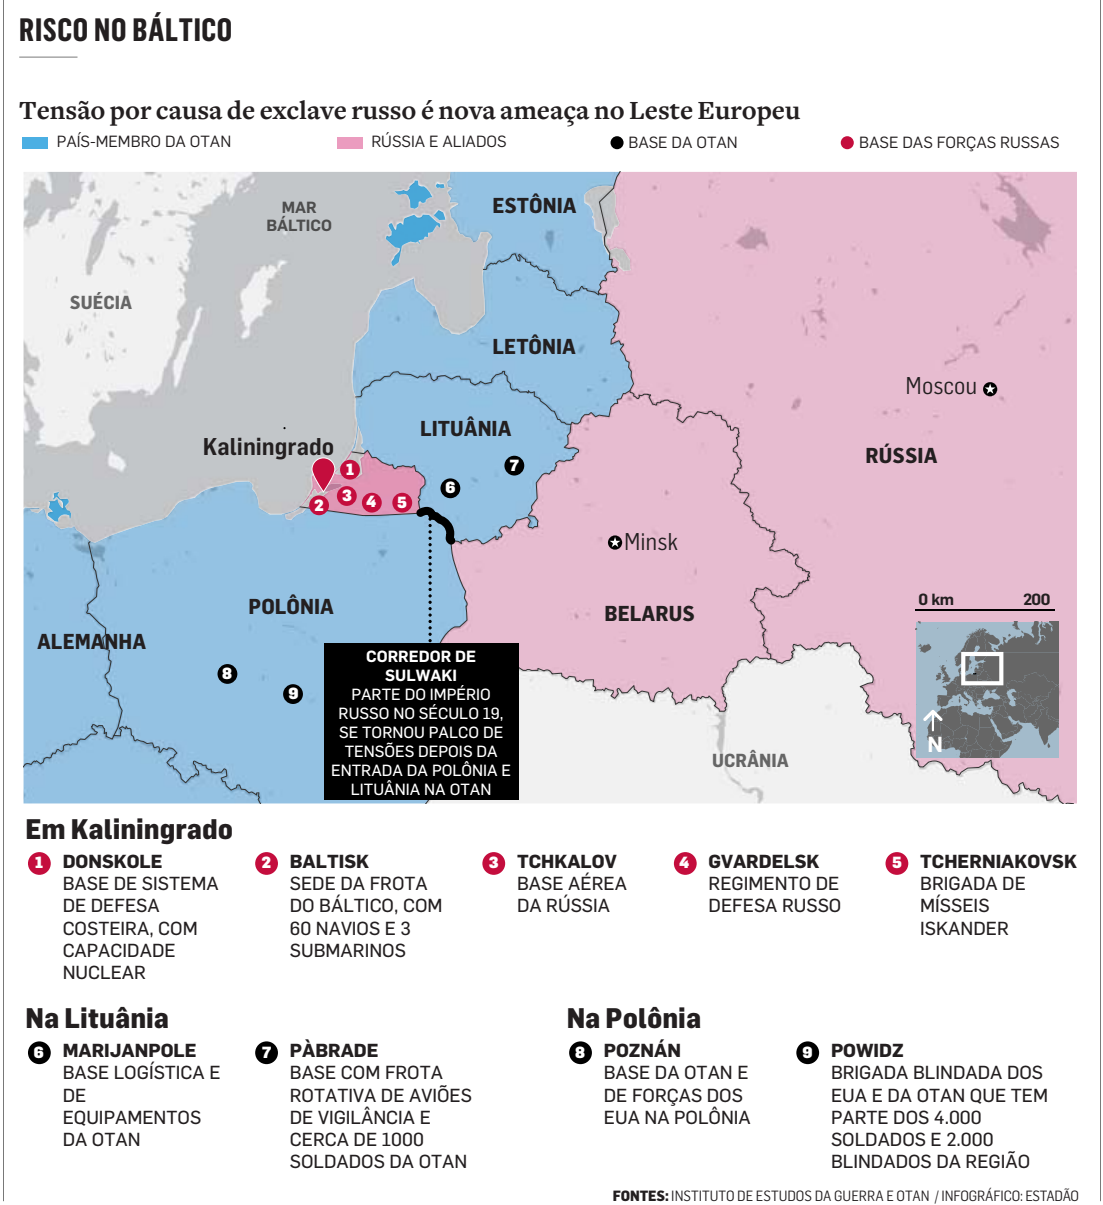 RISCO NO BÁLTICO
Tensão por causa de exclave russo é nova ameaça no Leste Europeu
PAÍS-MEMBRO DA OTAN
RÚSSIA E ALIADOS
BASE DA OTAN
BASE DAS FORÇAS RUSSAS
MAR
BÁLTICO
ESTÔNIA
SUÉCIA
LETÔNIA
Moscou
LITUÂNIA
Kaliningrado
RÚSSIA
1
2
3
4
5
6
7
Minsk
POLÔNIA
BELARUS
ALEMANHA
0 km
200
8
9
CORREDOR DE
SULWAKI
PARTE DO IMPÉRIO
RUSSO NO SÉCULO 19,
SE TORNOU PALCO DE
TENSÕES DEPOIS DA
ENTRADA DA POLÔNIA E
LITUÂNIA NA OTAN
UCRÂNIA
N
Em Kaliningrado
1 DONSKOLE
BASE DE SISTEMA
DE DEFESA
COSTEIRA, COM
CAPACIDADE
NUCLEAR
2 BALTISK
SEDE DA FROTA
DO BÁLTICO, COM
60 NAVIOS E 3
SUBMARINOS
3 TCHKALOV
BASE AÉREA
DA RÚSSIA
4 GVARDELSK
REGIMENTO DE
DEFESA RUSSO
5 TCHERNIAKOVSK
BRIGADA DE
MÍSSEIS
ISKANDER
Na Lituânia
6 MARIJANPOLE
BASE LOGÍSTICA E
DE
EQUIPAMENTOS
DA OTAN
7 PÀBRADE
BASE COM FROTA
ROTATIVA DE AVIÕES
DE VIGILÂNCIA E
CERCA DE 1000
SOLDADOS DA OTAN
Na Polônia
8 POZNÁN
BASE DA OTAN E
DE FORÇAS DOS
EUA NA POLÔNIA
9 POWIDZ
BRIGADA BLINDADA DOS
EUA E DA OTAN QUE TEM
PARTE DOS 4.000
SOLDADOS E 2.000
BLINDADOS DA REGIÃO
FONTES: INSTITUTO DE ESTUDOS DA GUERRA E OTAN / INFOGRÁFICO: ESTADÃO